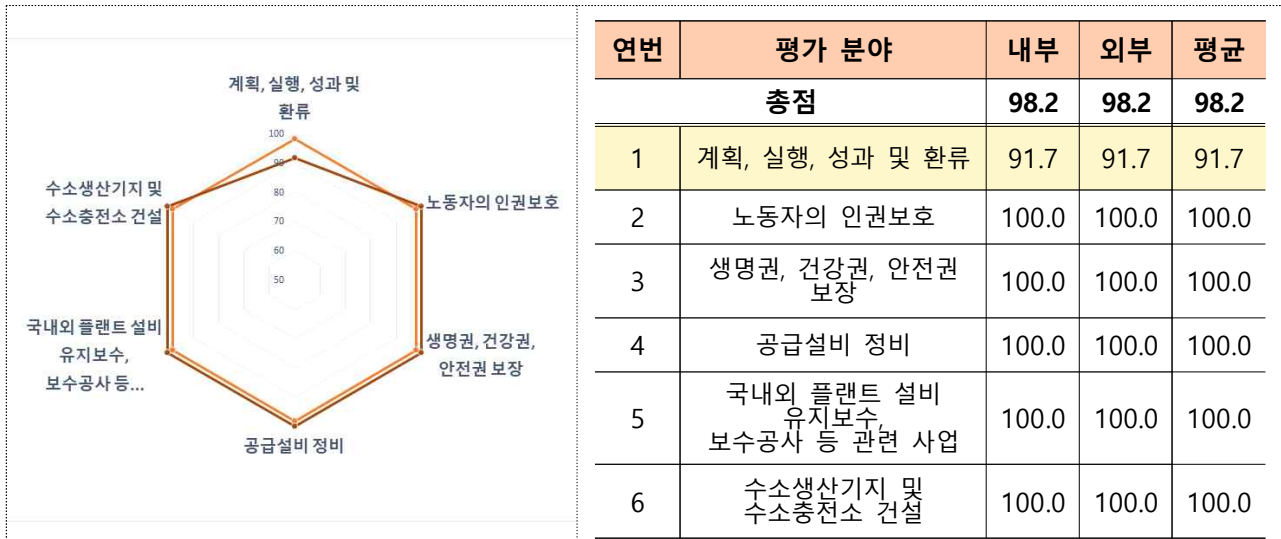 계획, 실행, 성과 및
환류
100
90
80
70
60
50
노동자의 인권보호
생명권, 건강권,
안전권 보장
공급설비 정비
국내외 플랜트 설비
유지보수,
보수공사 등...
수소생산기지 및
수소충전소 건설
연번 평가 분야 내부 외부 평균
총점 98.2 98.2 98.2
1 계획, 실행, 성과 및 환류 91.7 91.7 91.7
2 노동자의 인권보호 100.0 100.0 100.0
3 생명권, 건강권, 안전권
보장 100.0 100.0 100.0
4 공급설비 정비 100.0 100.0 100.0
5 국내외 플랜트 설비
유지보수,
보수공사 등 관련 사업 100.0 100.0 100.0
6 수소생산기지 및
수소충전소 건설 100.0 100.0 100.0